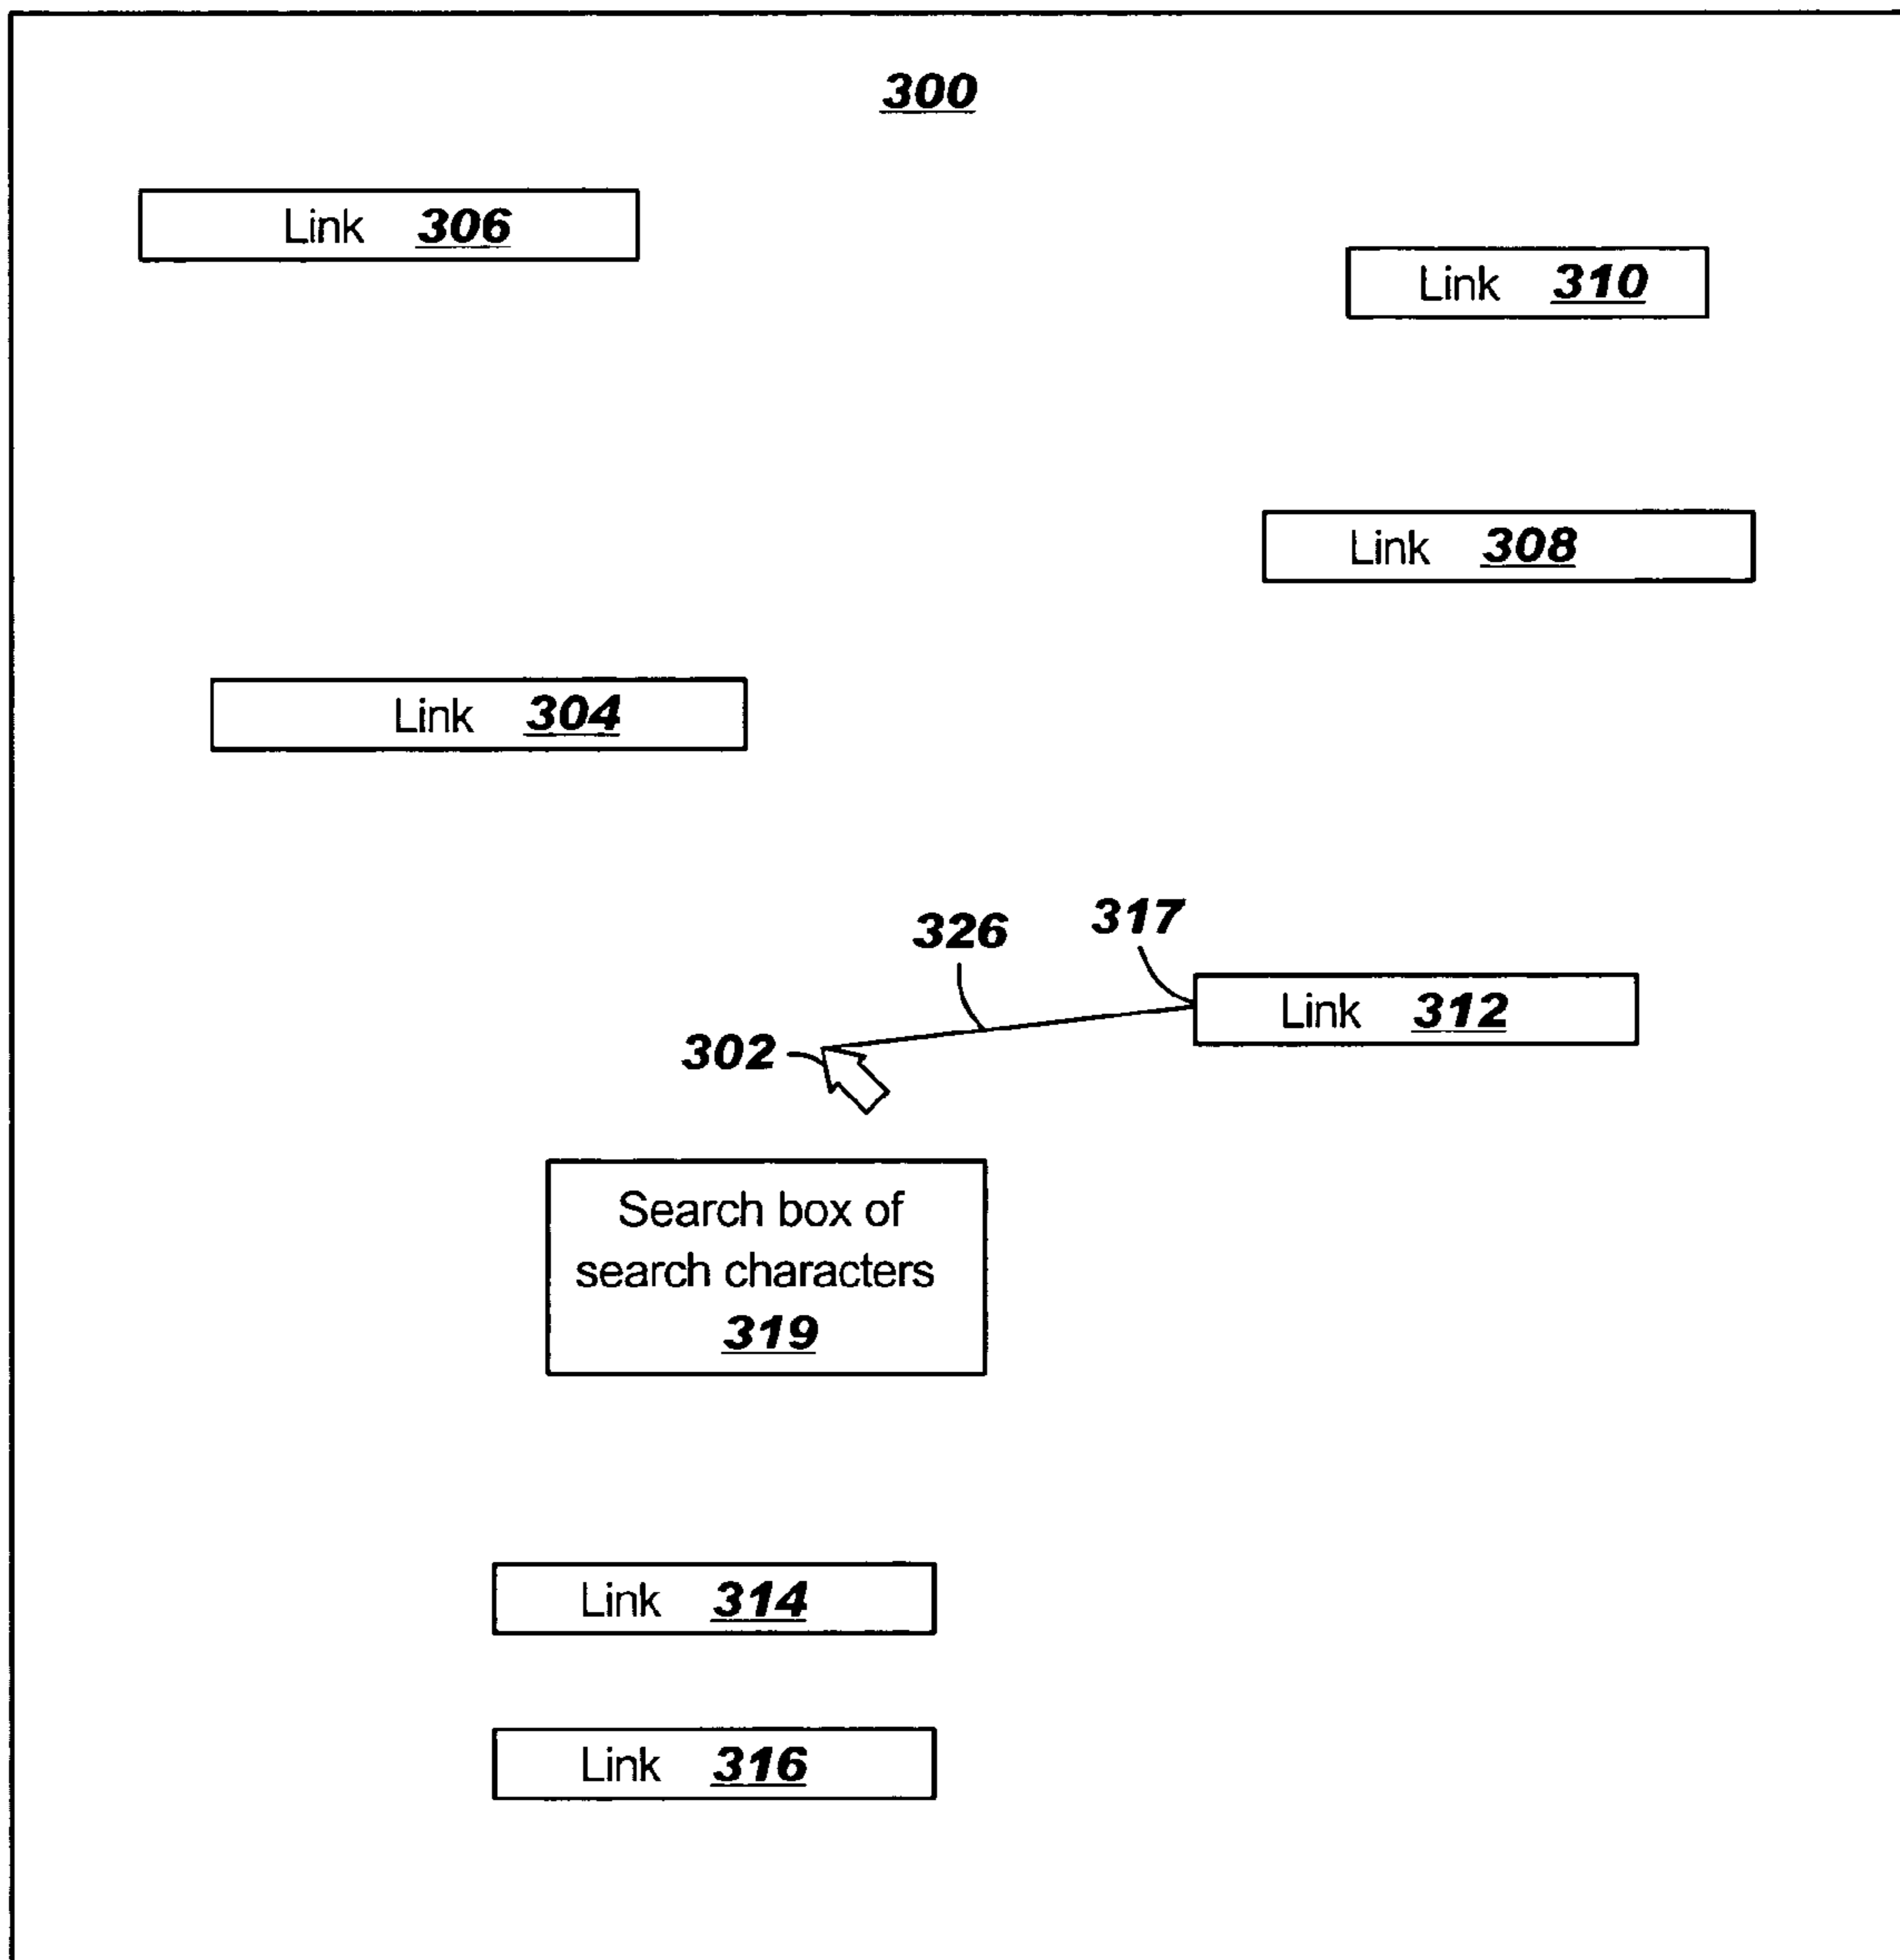 300
Link 306
Link 310
Link 308
Link 304
326
317
Link 312
302
Search box of
search characters
319
Link 314
Link 316